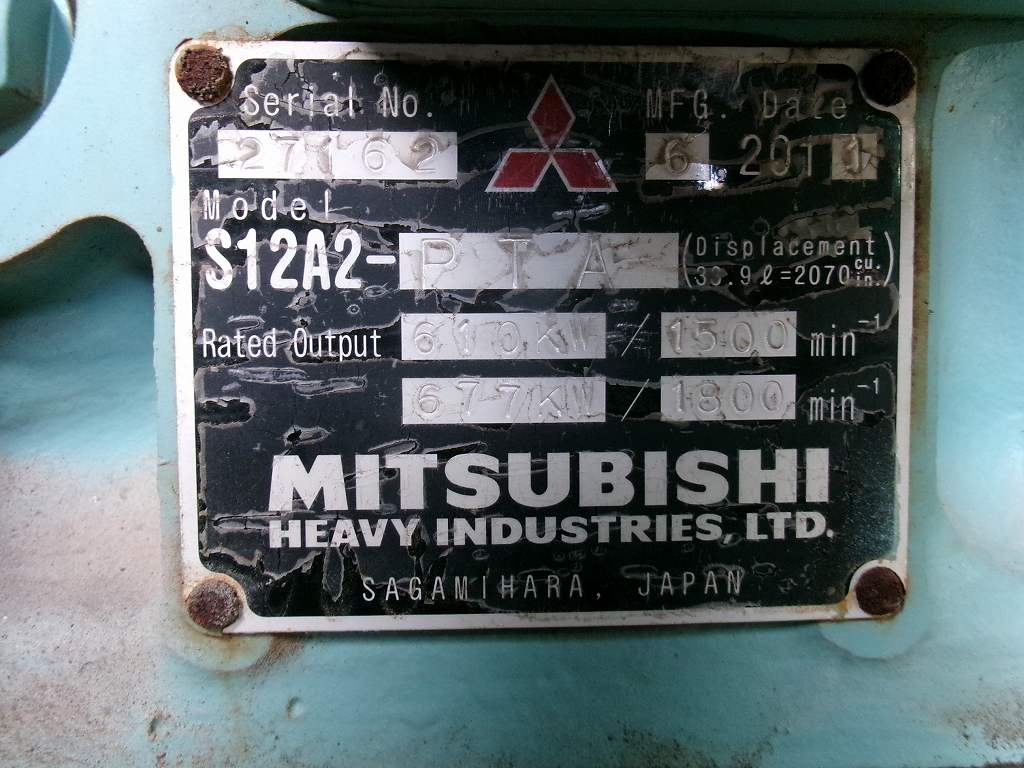 Serial No.
MFG. Date
27162
6 2011
Model
S12A2-PTA
(Displacement
33.9ℓ=2070 cu. in.)
Rated Output 610KW / 1500 min⁻¹
677KW / 1800 min⁻¹
MITSUBISHI
HEAVY INDUSTRIES, LTD.
SAGAMIHARA, JAPAN